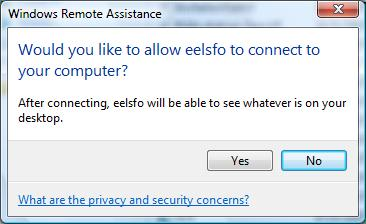 Windows Remote Assistance
Would you like to allow eelsfo to connect to
your computer?
After connecting, eelsfo will be able to see whatever is on your
desktop.
Yes No
What are the privacy and security concerns?